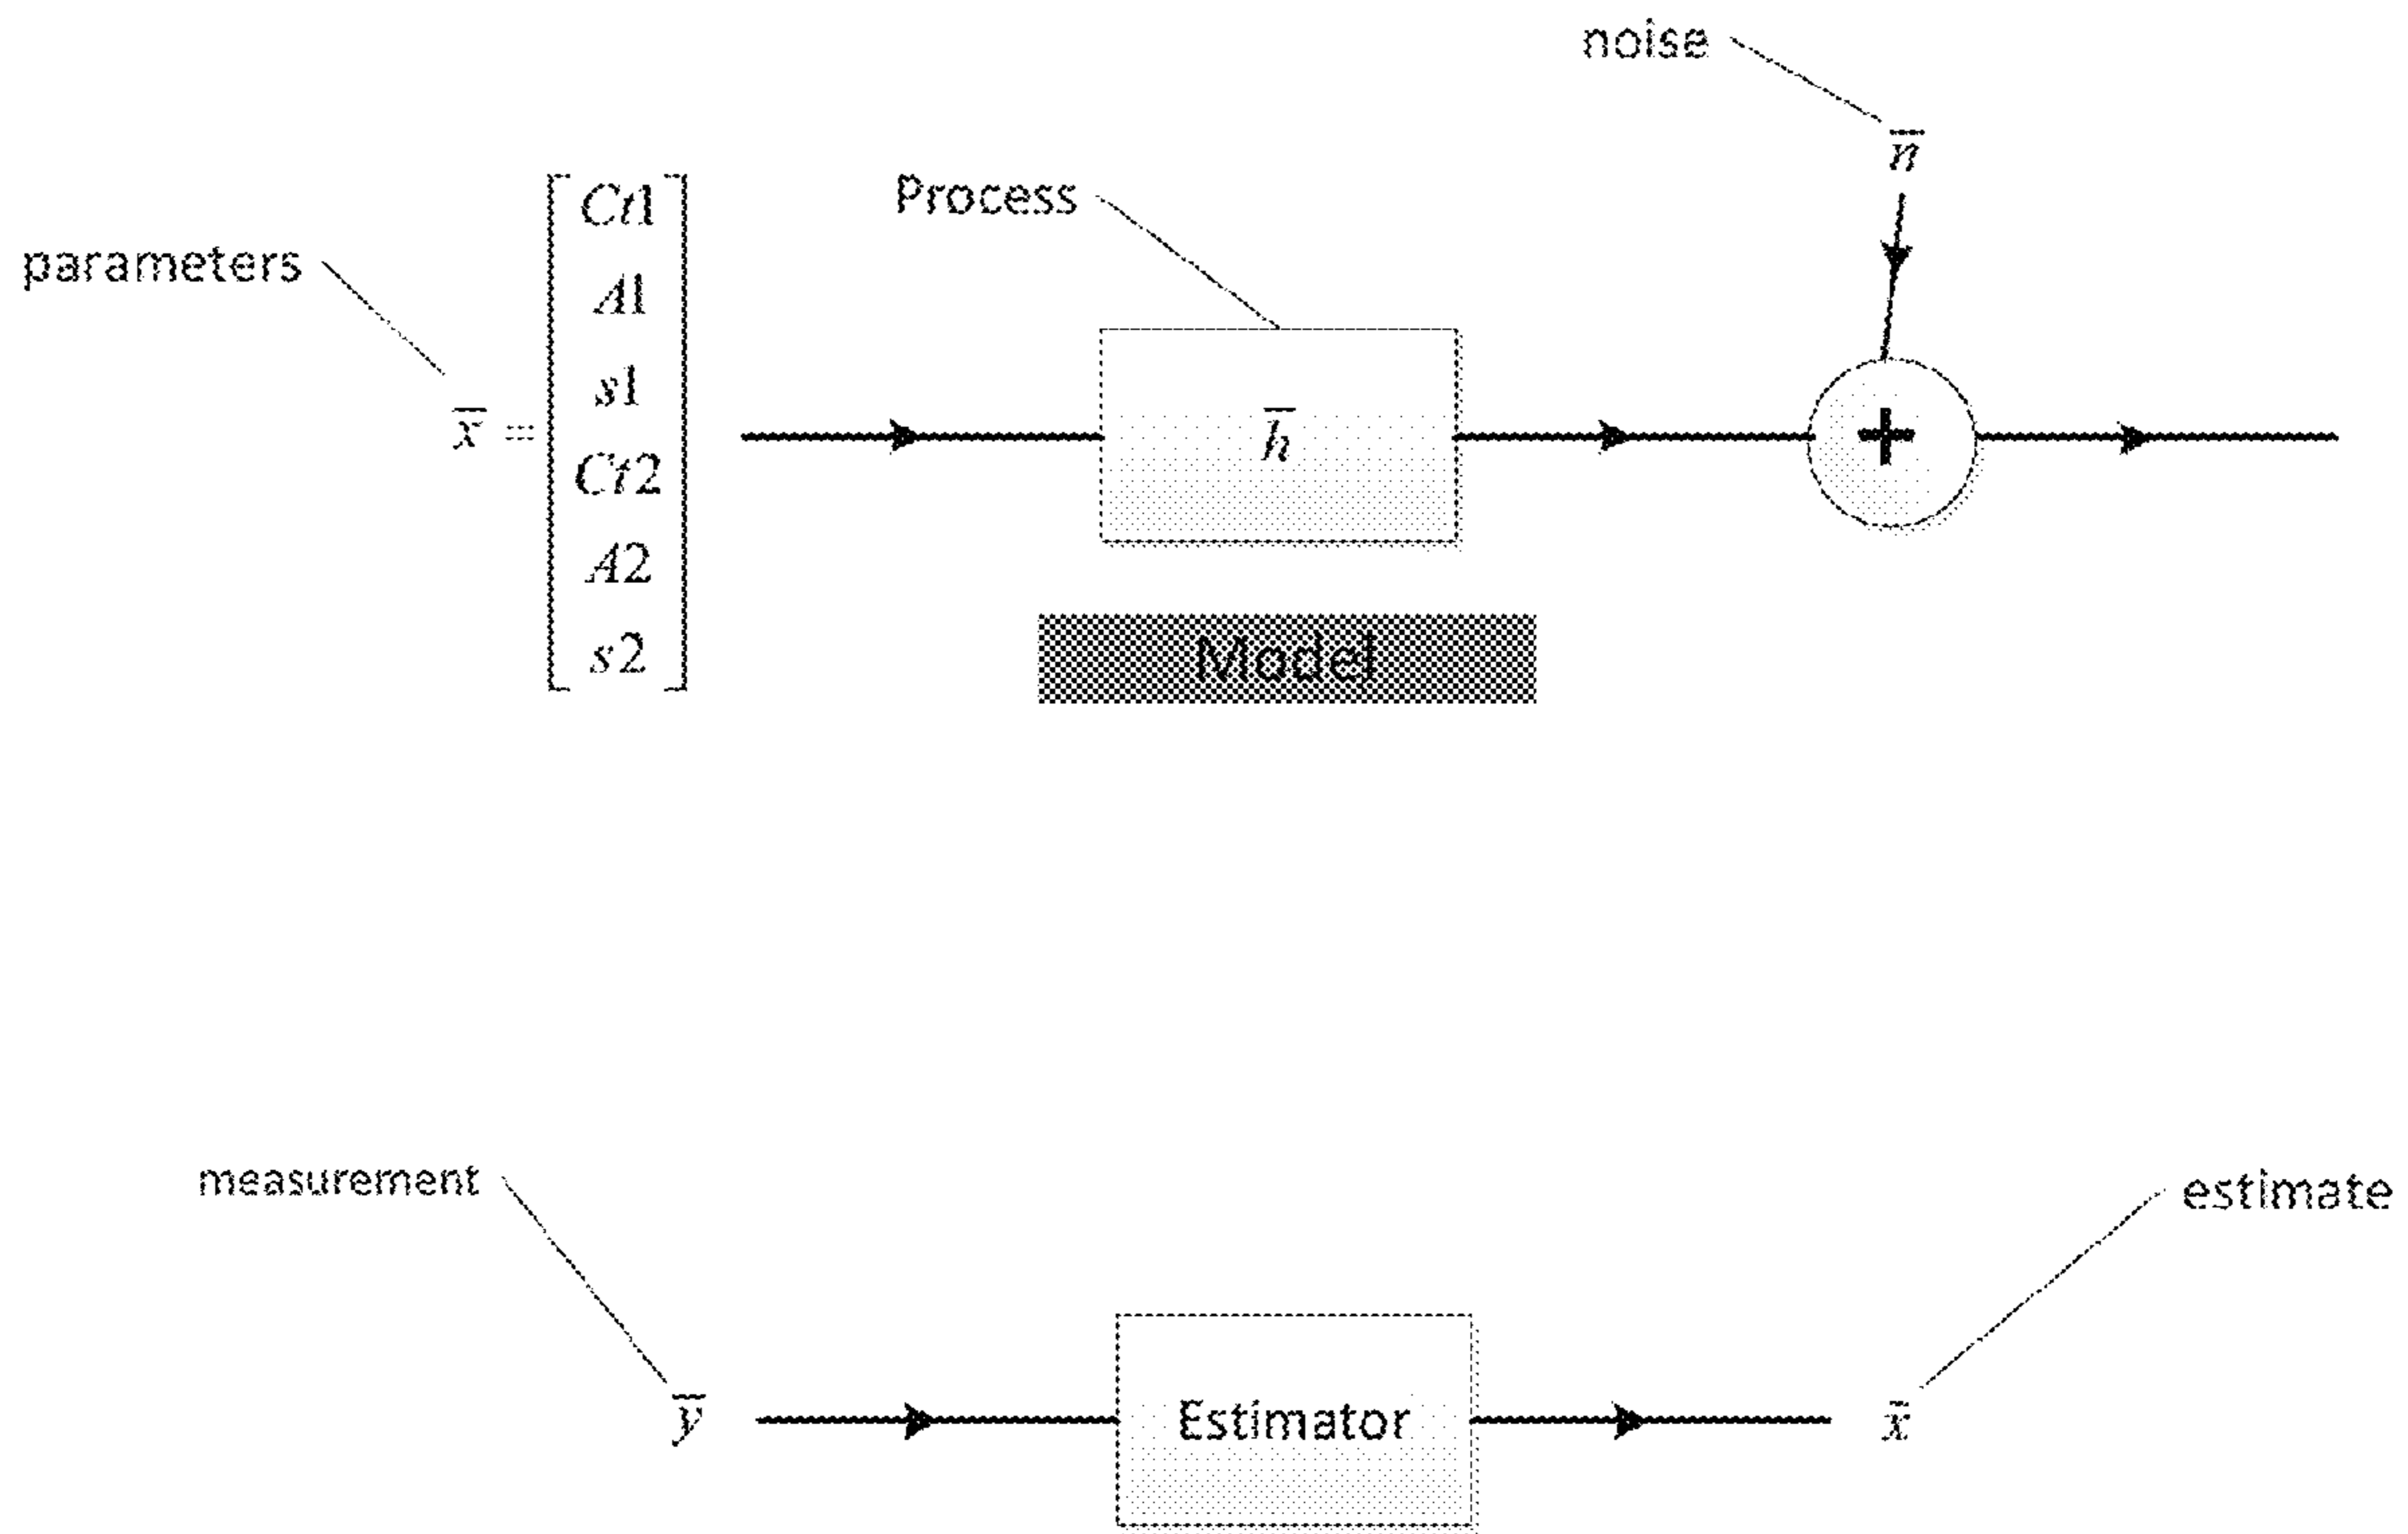 noise
n̅
Process
parameters
x̅ =
Ct1
A1
s1
Ct2
A2
s2
h̅
+
Model
measurement
estimate
y̅
Estimator
x̅